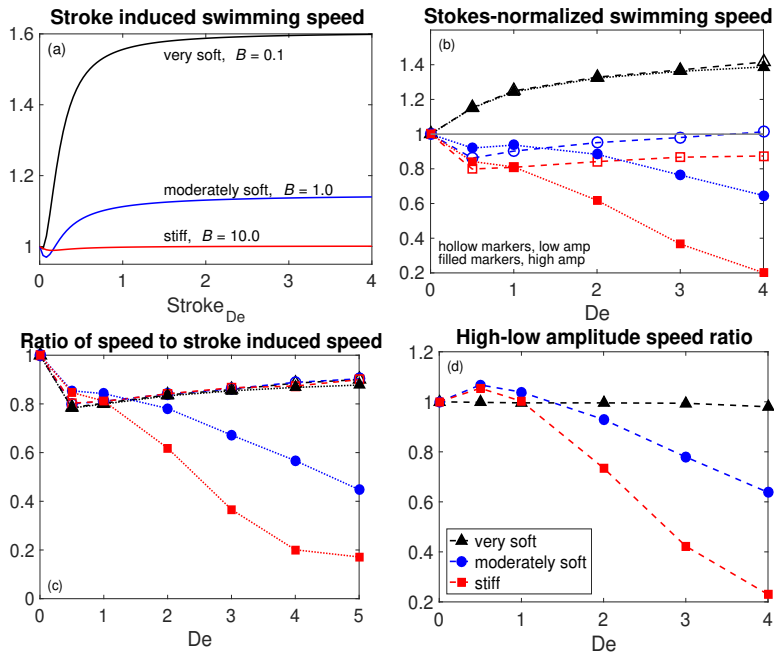 Stroke induced swimming speed
(a)
1.6
1.4
1.2
1
very soft, B = 0.1
moderately soft, B = 1.0
stiff, B = 10.0
0 1 2 3 4
Stroke De
Stokes-normalized swimming speed
(b)
1.4
1.2
1
0.8
0.6
0.4
0.2
hollow markers, low amp
filled markers, high amp
0 1 2 3 4
De
Ratio of speed to stroke induced speed
1
0.8
0.6
0.4
0.2
0
(c)
0 1 2 3 4 5
De
High-low amplitude speed ratio
(d)
1.2
1
0.8
0.6
0.4
0.2
very soft
moderately soft
stiff
0 1 2 3 4
De